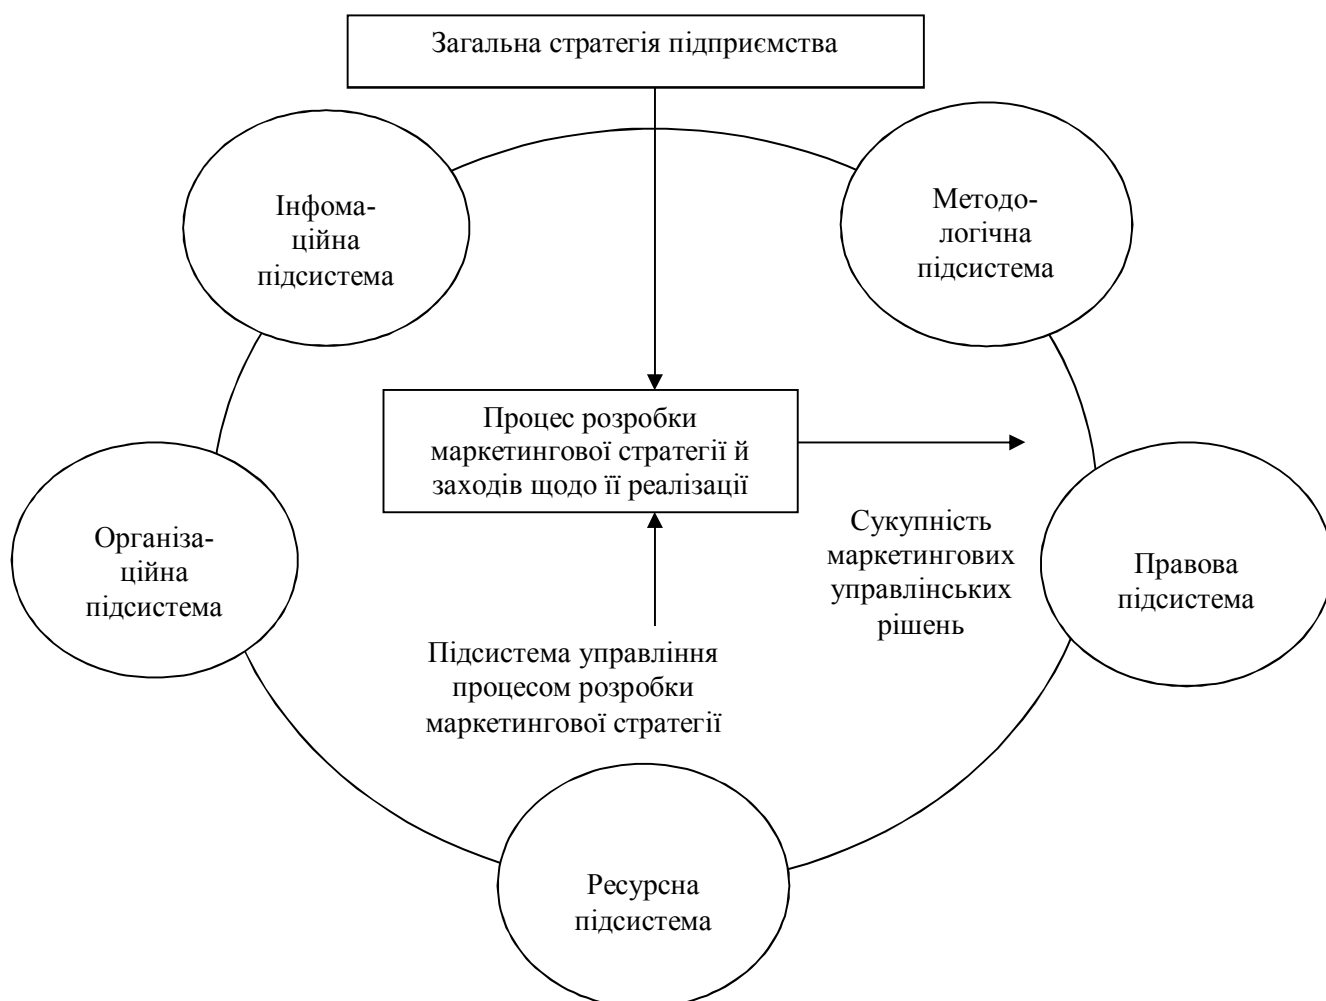 Загальна стратегія підприємства
Інфома-
ційна
підсистема
Методо-
логічна
підсистема
Процес розробки
маркетингової стратегії й
заходів щодо її реалізації
Організа-
ційна
підсистема
Сукупність
маркетингових
управлінських
рішень
Правова
підсистема
Підсистема управління
процесом розробки
маркетингової стратегії
Ресурсна
підсистема